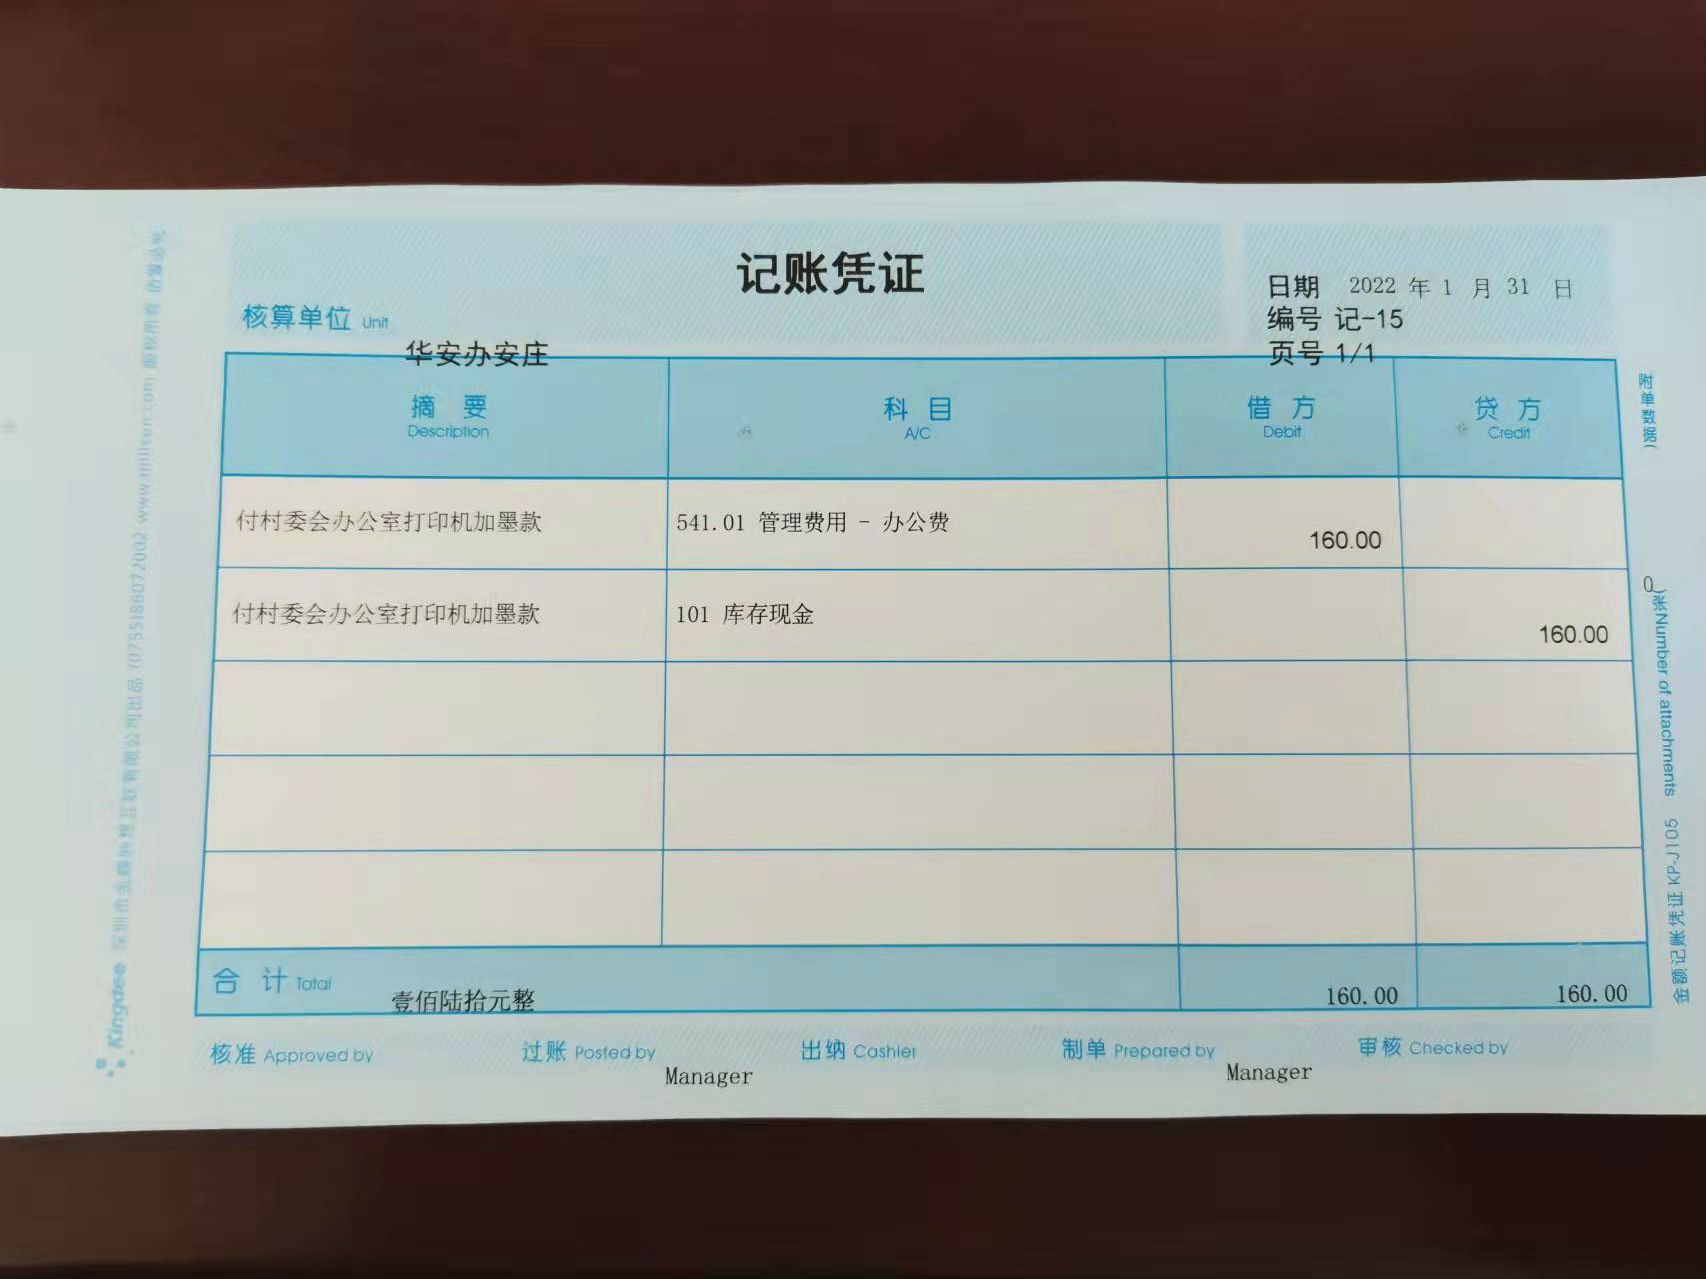 记账凭证
日期 2022 年 1 月 31 日
核算单位 Unit
编号 记-15
华安办安庄
页号 1/1
摘 要 科 目 借 方 贷 方
Description A/C Debit Credit
付村委会办公室打印机加墨款 541.01 管理费用 - 办公费 160.00
付村委会办公室打印机加墨款 101 库存现金 160.00
合 计 Total 壹佰陆拾元整 160.00 160.00
核准 Approved by 过账 Posted by 出纳 Cashier 制单 Prepared by 审核 Checked by
Manager Manager
附单数据(
0
)张Number of attachments
金额记账凭证 KP-J105
Kingdee
(0755186072002
版权所有